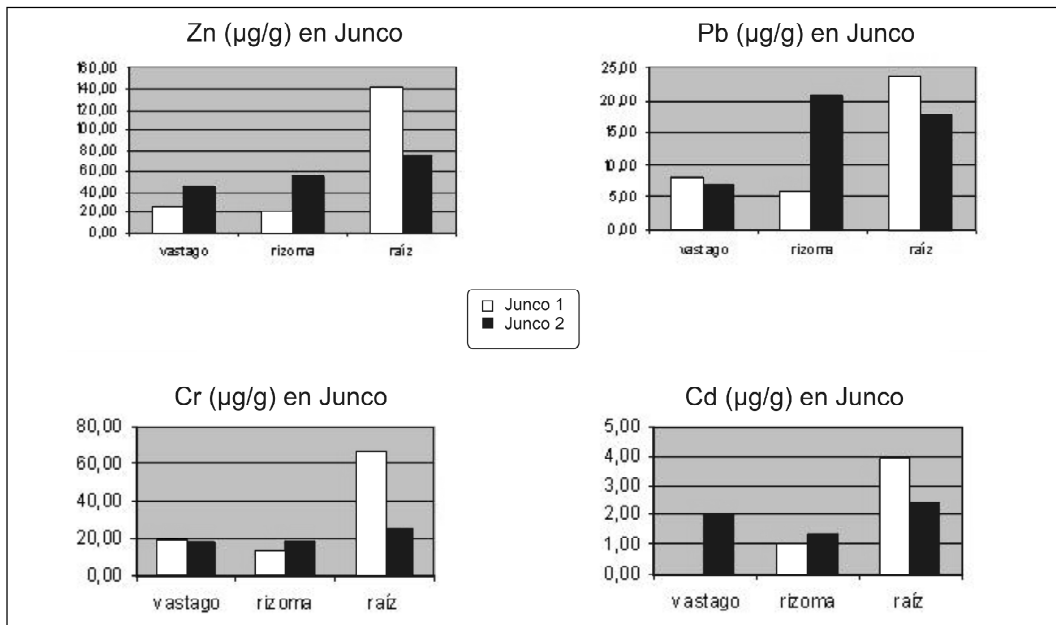 Zn (µg/g) en Junco
160,00
140,00
120,00
100,00
80,00
60,00
40,00
20,00
0,00
vastago rizoma raíz
Pb (µg/g) en Junco
25,00
20,00
15,00
10,00
5,00
0,00
vastago rizoma raíz
Junco 1
Junco 2
Cr (µg/g) en Junco
80,00
60,00
40,00
20,00
0,00
vastago rizoma raíz
Cd (µg/g) en Junco
5,00
4,00
3,00
2,00
1,00
0,00
vastago rizoma raíz